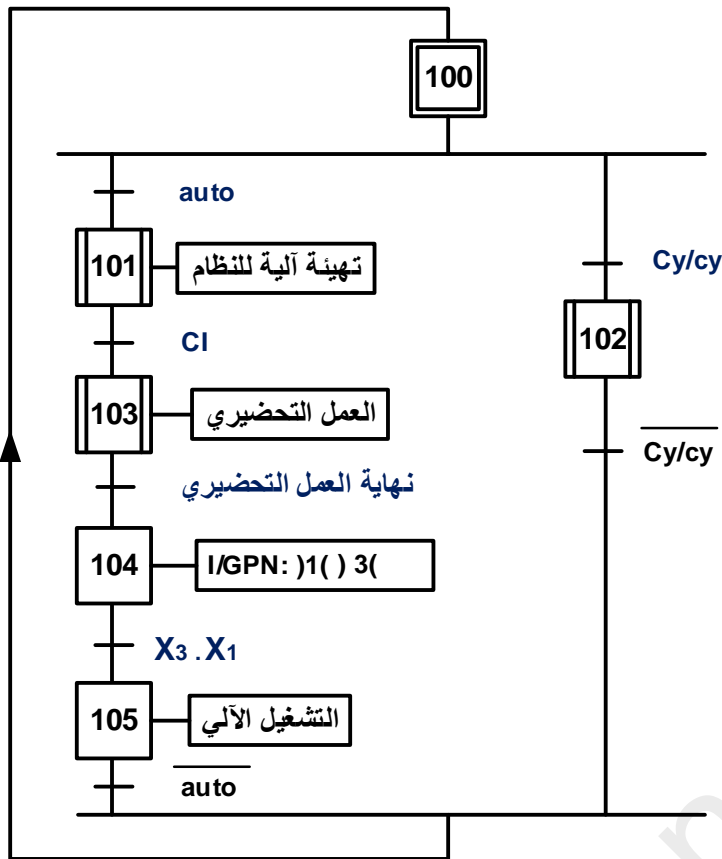 100
auto
101
تهيئة آلية للنظام
Cy/cy
CI
102
103
العمل التحضيري
Cy/cy
نهاية العمل التحضيري
104
I/GPN: )1( ) 3(
X3 . X1
105
التشغيل الآلي
auto